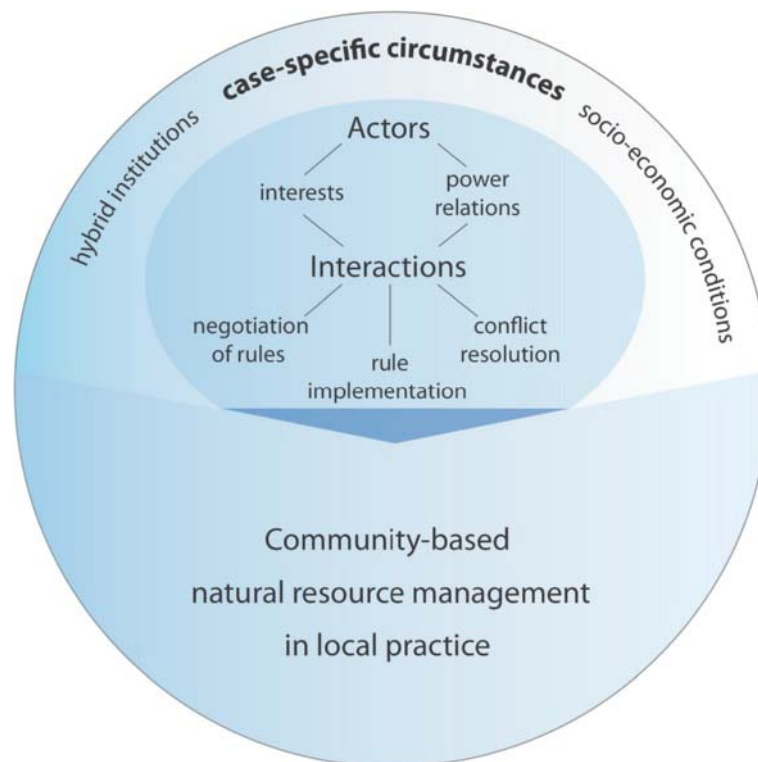 case-specific circumstances
hybrid institutions
socio-economic conditions
Actors
interests
power
relations
Interactions
negotiation
of rules
rule
implementation
conflict
resolution
Community-based
natural resource management
in local practice